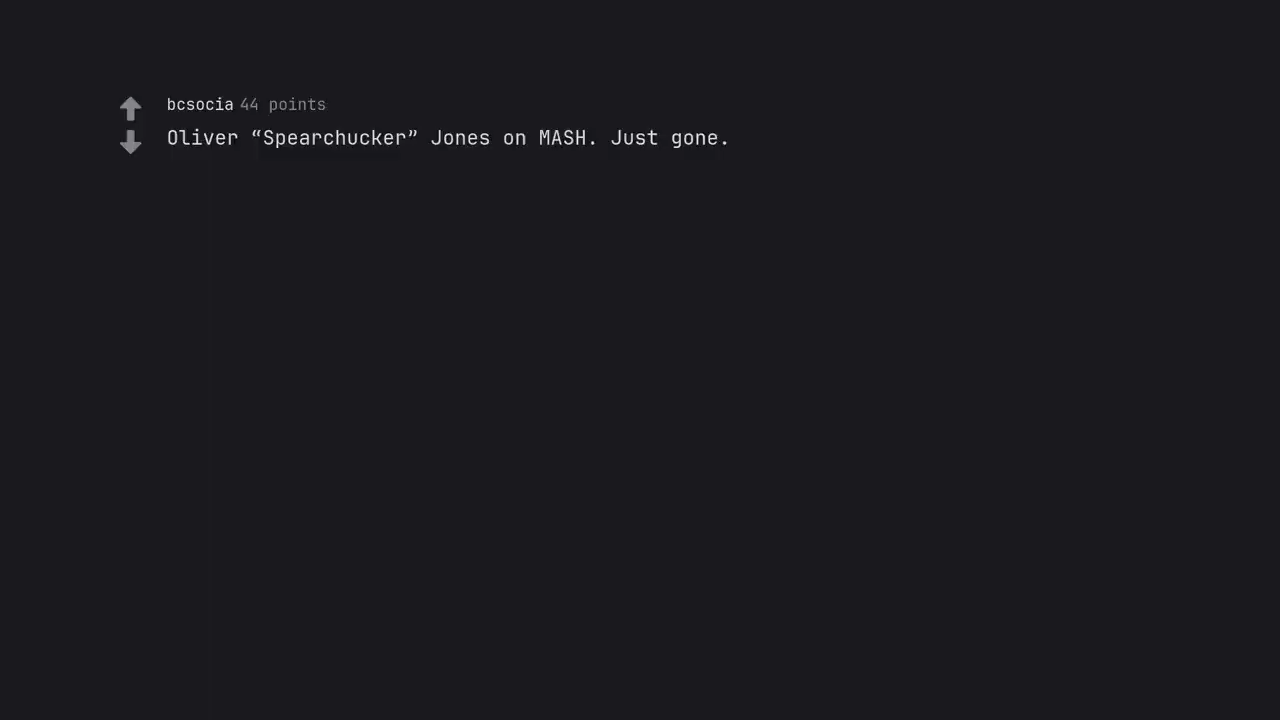 bcsocia 44 points
Oliver “Spearchucker” Jones on MASH. Just gone.